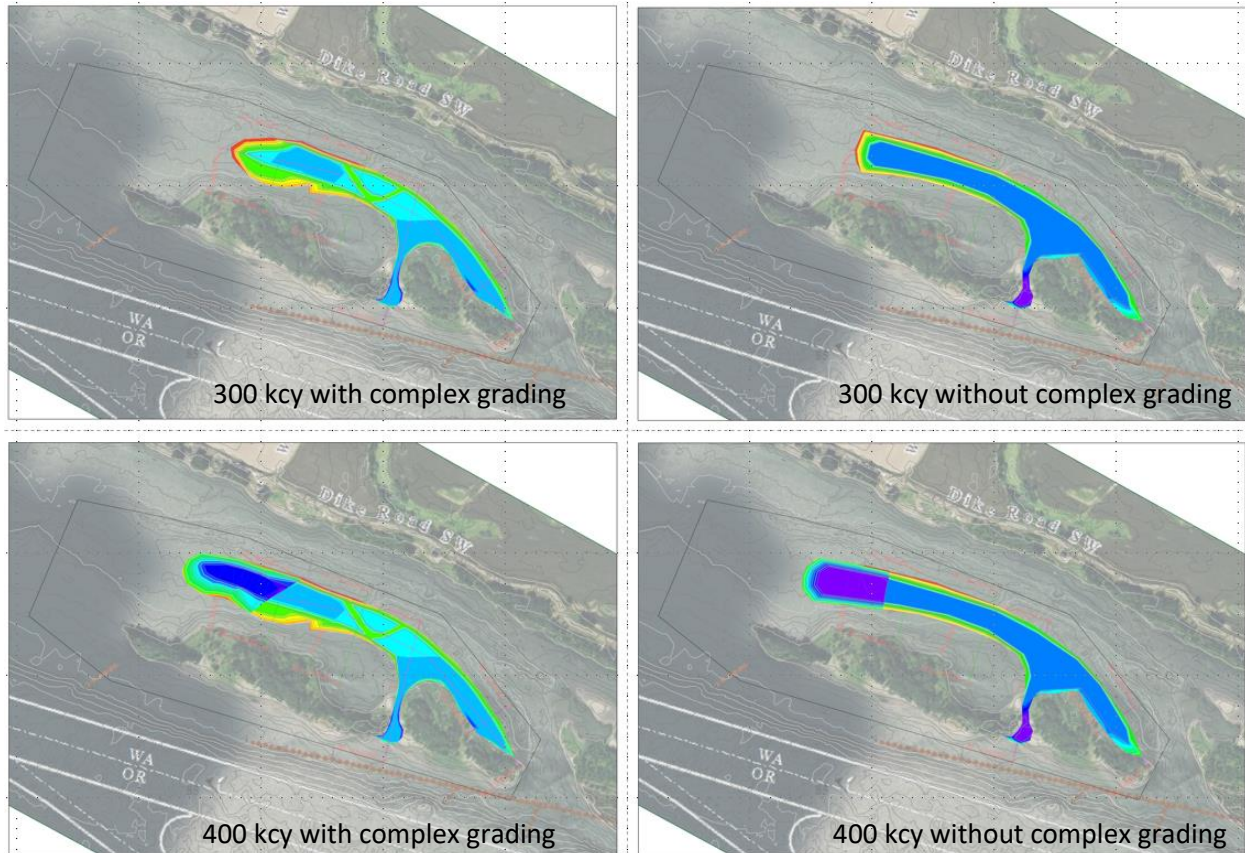 Dike Road SW
WA
OR
300 kcy with complex grading
Dike Road SW
WA
OR
300 kcy without complex grading
Dike Road SW
WA
OR
400 kcy with complex grading
Dike Road SW
WA
OR
400 kcy without complex grading